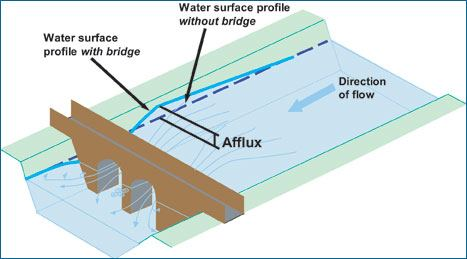 Water surface profile
without bridge
Water surface
profile with bridge
Direction
of flow
Afflux